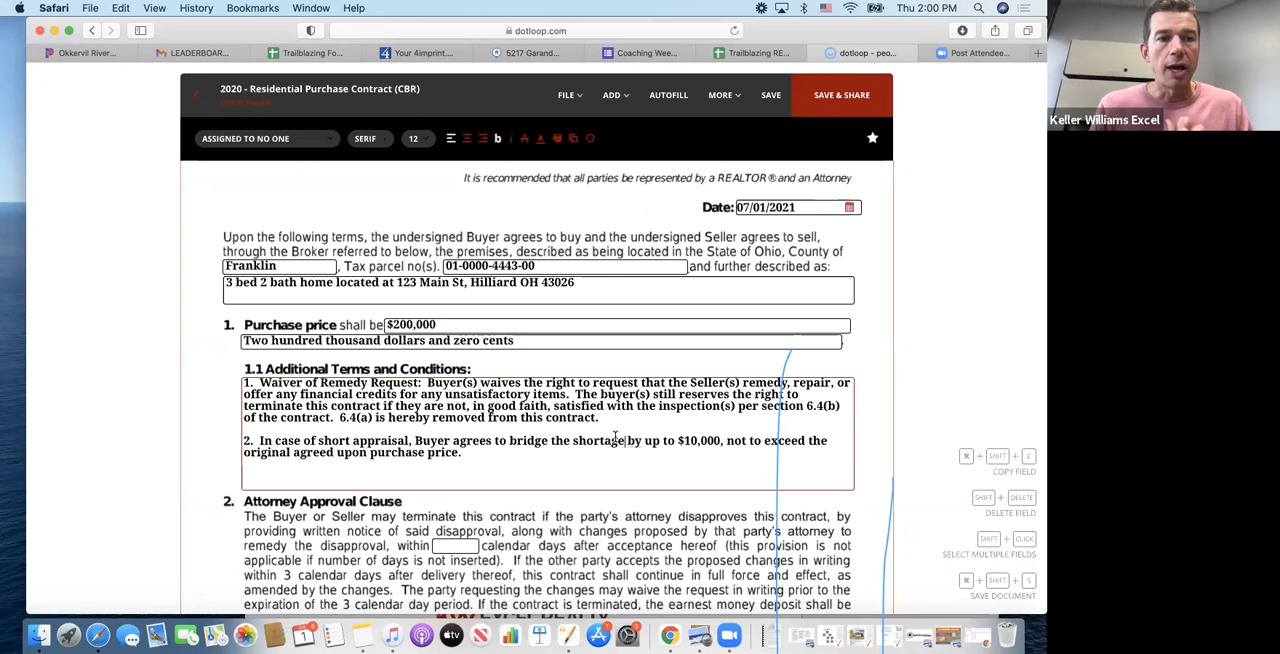 Safari File Edit View History Bookmarks Window Help Thu 2:00 PM
dotloop.com
Okkervil River... LEADERBOAR... Trailblazing Fo... Your 4imprint.... 5217 Garand... Coaching Wee... Trailblazing RE... dotloop - peo... Post Attendee...
Keller Williams Excel
2020 - Residential Purchase Contract (CBR)
FILE ADD AUTOFILL MORE SAVE SAVE & SHARE
ASSIGNED TO NO ONE SERIF 12 b i A A
It is recommended that all parties be represented by a REALTOR® and an Attorney
Date: 07/01/2021
Upon the following terms, the undersigned Buyer agrees to buy and the undersigned Seller agrees to sell,
through the Broker referred to below, the premises, described as being located in the State of Ohio, County of
Franklin, Tax parcel no(s). 01-0000-4443-00 and further described as:
3 bed 2 bath home located at 123 Main St, Hilliard OH 43026
1. Purchase price shall be $200,000
Two hundred thousand dollars and zero cents
1.1 Additional Terms and Conditions:
1. Waiver of Remedy Request: Buyer(s) waives the right to request that the Seller(s) remedy, repair, or
offer any financial credits for any unsatisfactory items. The buyer(s) still reserves the right to
terminate this contract if they are not, in good faith, satisfied with the inspection(s) per section 6.4(b)
of the contract. 6.4(a) is hereby removed from this contract.
2. In case of short appraisal, Buyer agrees to bridge the shortage by up to $10,000, not to exceed the
original agreed upon purchase price.
2. Attorney Approval Clause
The Buyer or Seller may terminate this contract if the party's attorney disapproves this contract, by
providing written notice of said disapproval, along with changes proposed by that party's attorney to
remedy the disapproval, within calendar days after acceptance hereof (this provision is not
applicable if number of days is not inserted). If the other party accepts the proposed changes in writing
within 3 calendar days after delivery thereof, this contract shall continue in full force and effect, as
amended by the changes. The party requesting the changes may waive the request in writing prior to the
expiration of the 3 calendar day period. If the contract is terminated, the earnest money deposit shall be
⌘ + SHIFT + C
COPY FIELD
SHIFT + DELETE
DELETE FIELD
SHIFT + CLICK
SELECT MULTIPLE FIELDS
⌘ + SHIFT + S
SAVE DOCUMENT